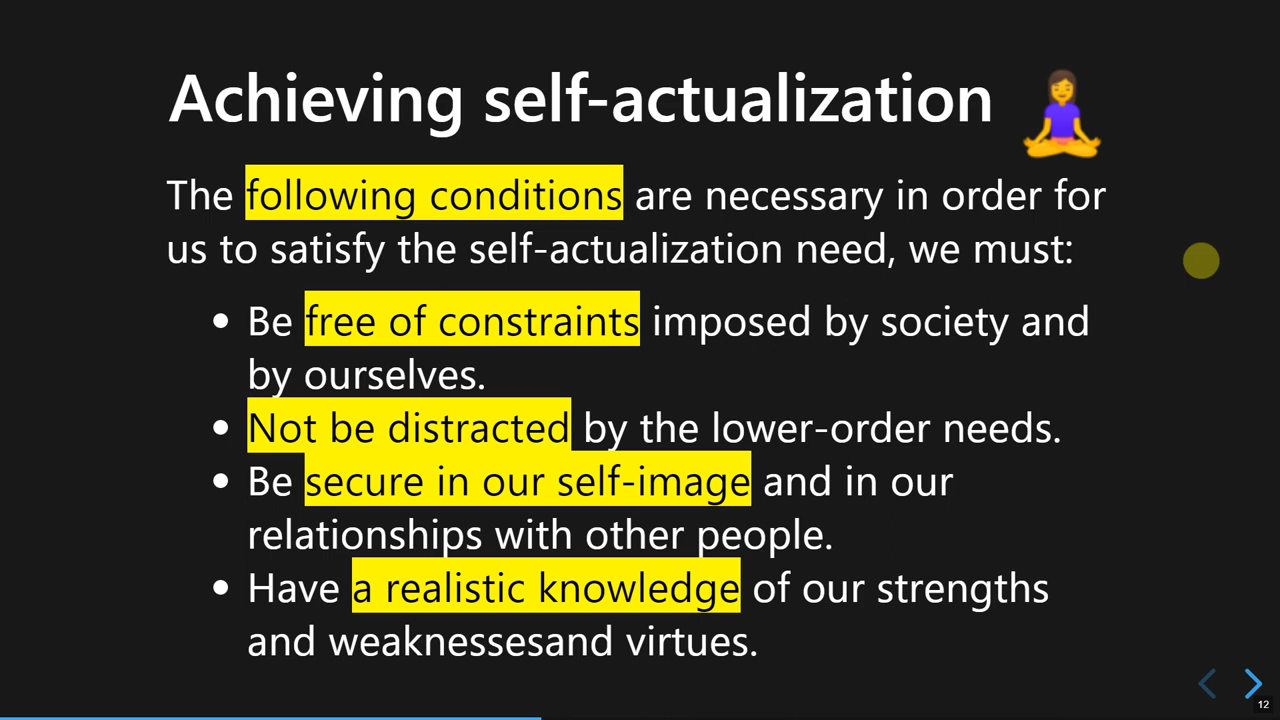 Achieving self-actualization
The following conditions are necessary in order for
us to satisfy the self-actualization need, we must:
Be free of constraints imposed by society and
by ourselves.
Not be distracted by the lower-order needs.
Be secure in our self-image and in our
relationships with other people.
Have a realistic knowledge of our strengths
and weaknessesand virtues.
12